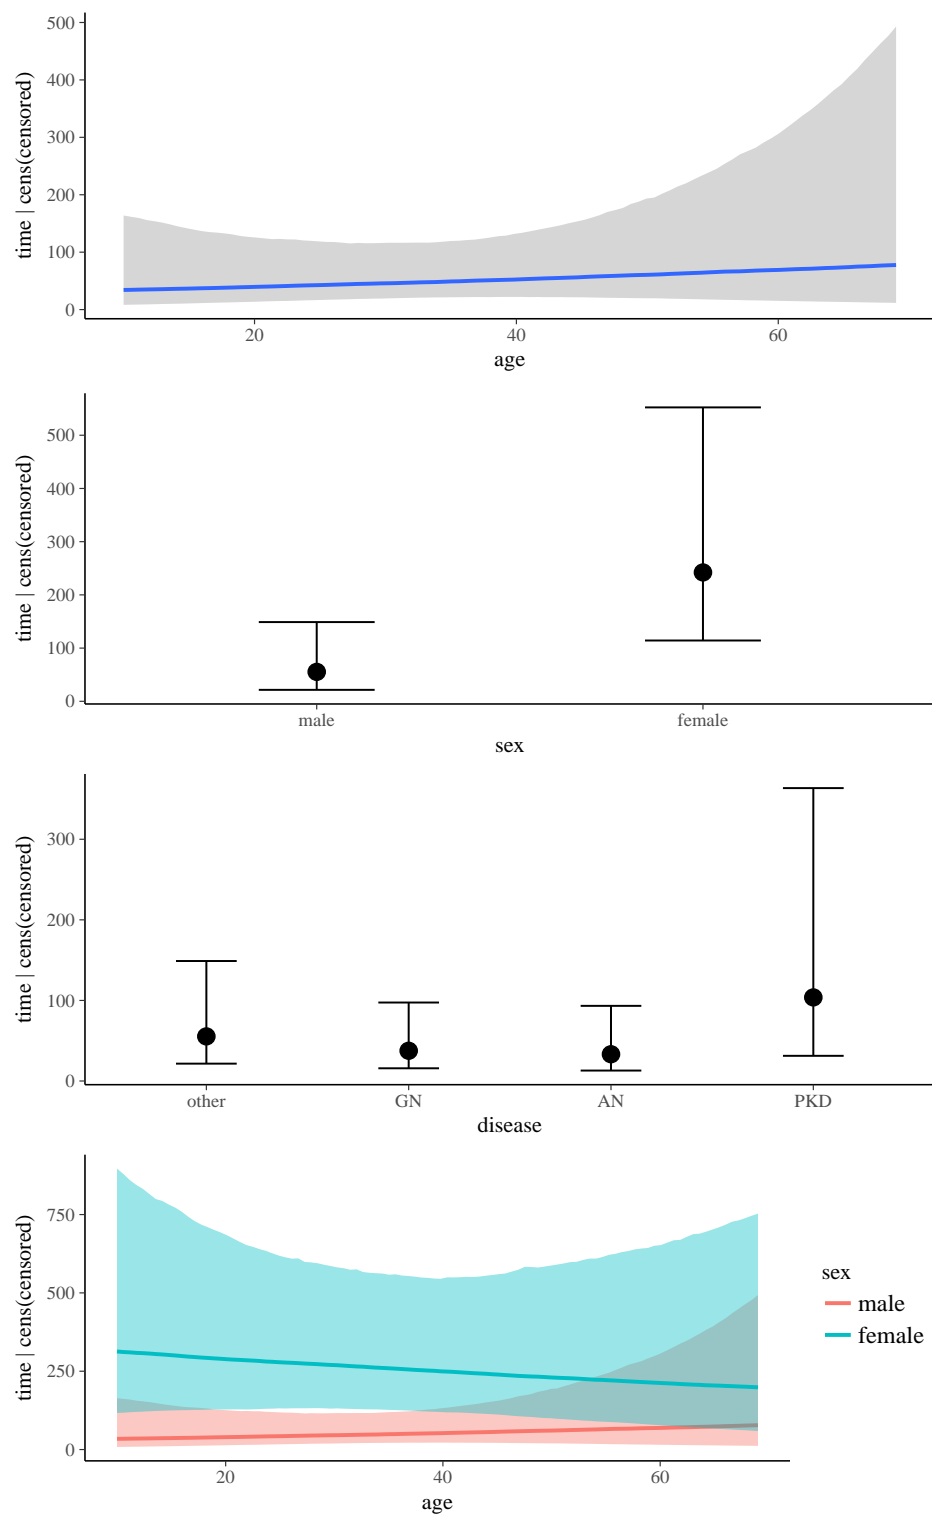 500
400
300
200
100
0
time | cens(censored)
20 40 60
age
500
400
300
200
100
0
time | cens(censored)
male female
sex
300
200
100
0
time | cens(censored)
other GN AN PKD
disease
750
500
250
0
time | cens(censored)
20 40 60
age
sex
male
female